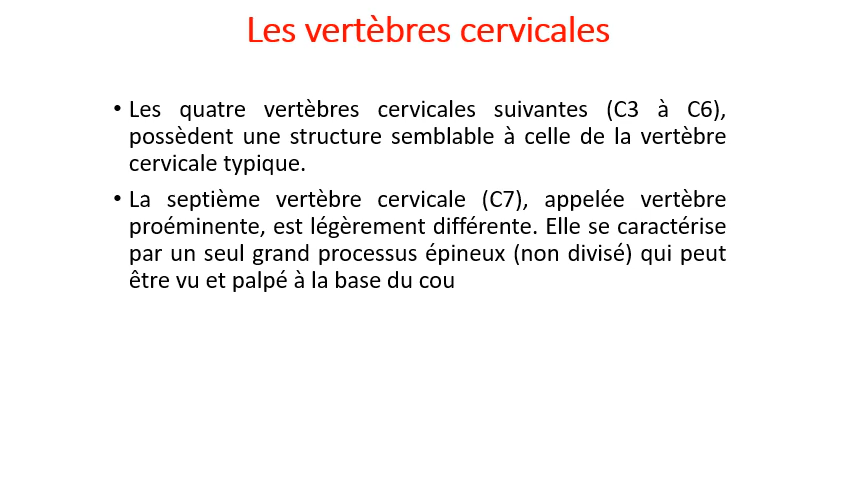 Les vertèbres cervicales
• Les quatre vertèbres cervicales suivantes (C3 à C6),
possèdent une structure semblable à celle de la vertèbre
cervicale typique.
• La septième vertèbre cervicale (C7), appelée vertèbre
proéminente, est légèrement différente. Elle se caractérise
par un seul grand processus épineux (non divisé) qui peut
être vu et palpé à la base du cou